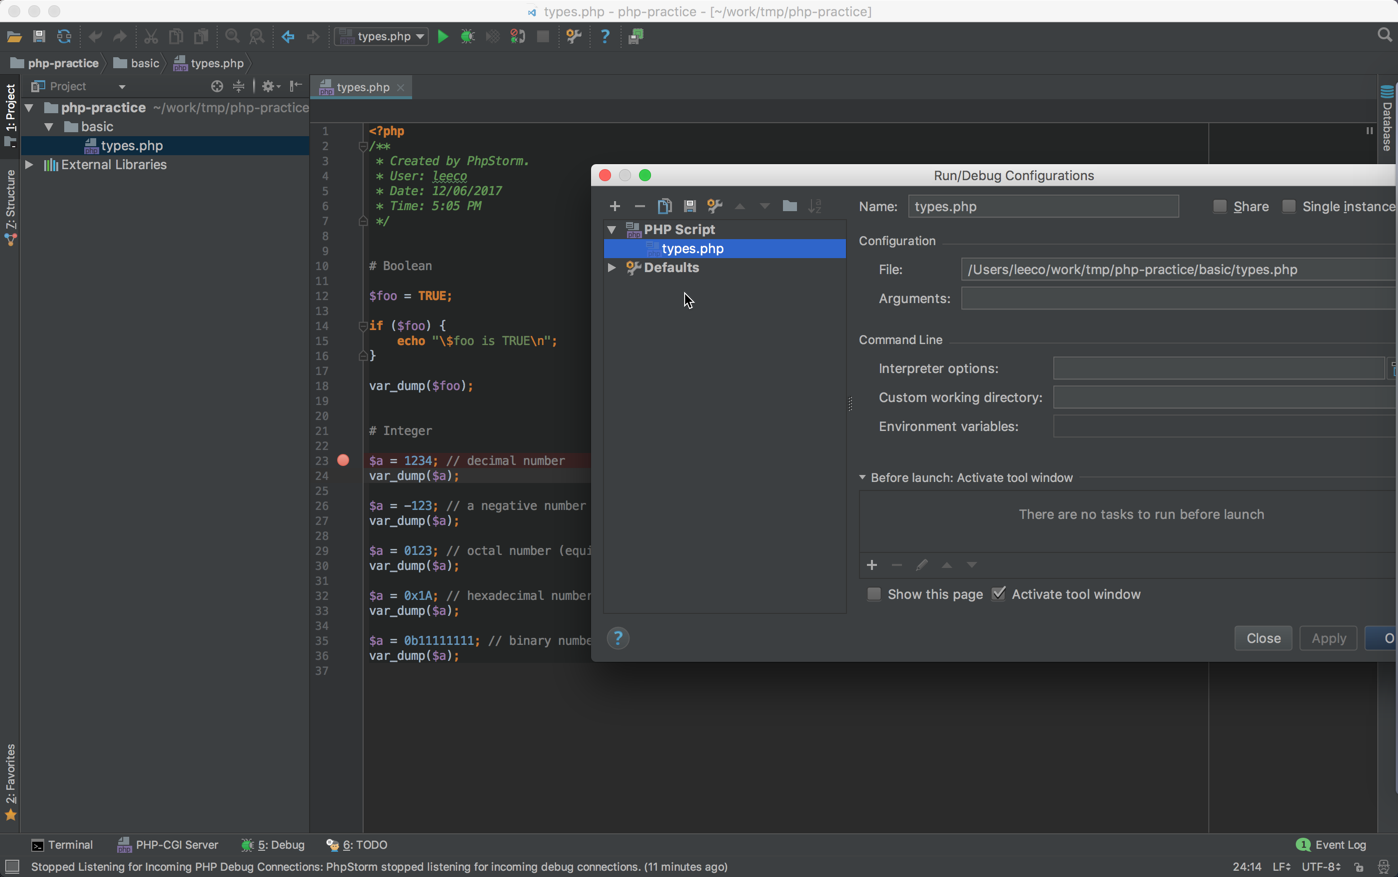 types.php - php-practice - [~/work/tmp/php-practice]
types.php
php-practice
basic
types.php
1: Project
Z: Structure
2: Favorites
Project
php-practice ~/work/tmp/php-practice
basic
types.php
External Libraries
types.php
Database
1 <?php
2 /**
3 * Created by PhpStorm.
4 * User: leeco
5 * Date: 12/06/2017
6 * Time: 5:05 PM
7 */
8
9
10 # Boolean
11
12 $foo = TRUE;
13
14 if ($foo) {
15 echo "\$foo is TRUE\n";
16 }
17
18 var_dump($foo);
19
20
21 # Integer
22
23 $a = 1234; // decimal number
24 var_dump($a);
25
26 $a = -123; // a negative number
27 var_dump($a);
28
29 $a = 0123; // octal number (equi
30 var_dump($a);
31
32 $a = 0x1A; // hexadecimal number
33 var_dump($a);
34
35 $a = 0b11111111; // binary numbe
36 var_dump($a);
37
Run/Debug Configurations
PHP Script
types.php
Defaults
Name: types.php
Share
Single instance
Configuration
File: /Users/leeco/work/tmp/php-practice/basic/types.php
Arguments:
Command Line
Interpreter options:
Custom working directory:
Environment variables:
Before launch: Activate tool window
There are no tasks to run before launch
Show this page
Activate tool window
?
Close
Apply
O
Terminal
PHP-CGI Server
5: Debug
6: TODO
1 Event Log
Stopped Listening for Incoming PHP Debug Connections: PhpStorm stopped listening for incoming debug connections. (11 minutes ago)
24:14 LF UTF-8